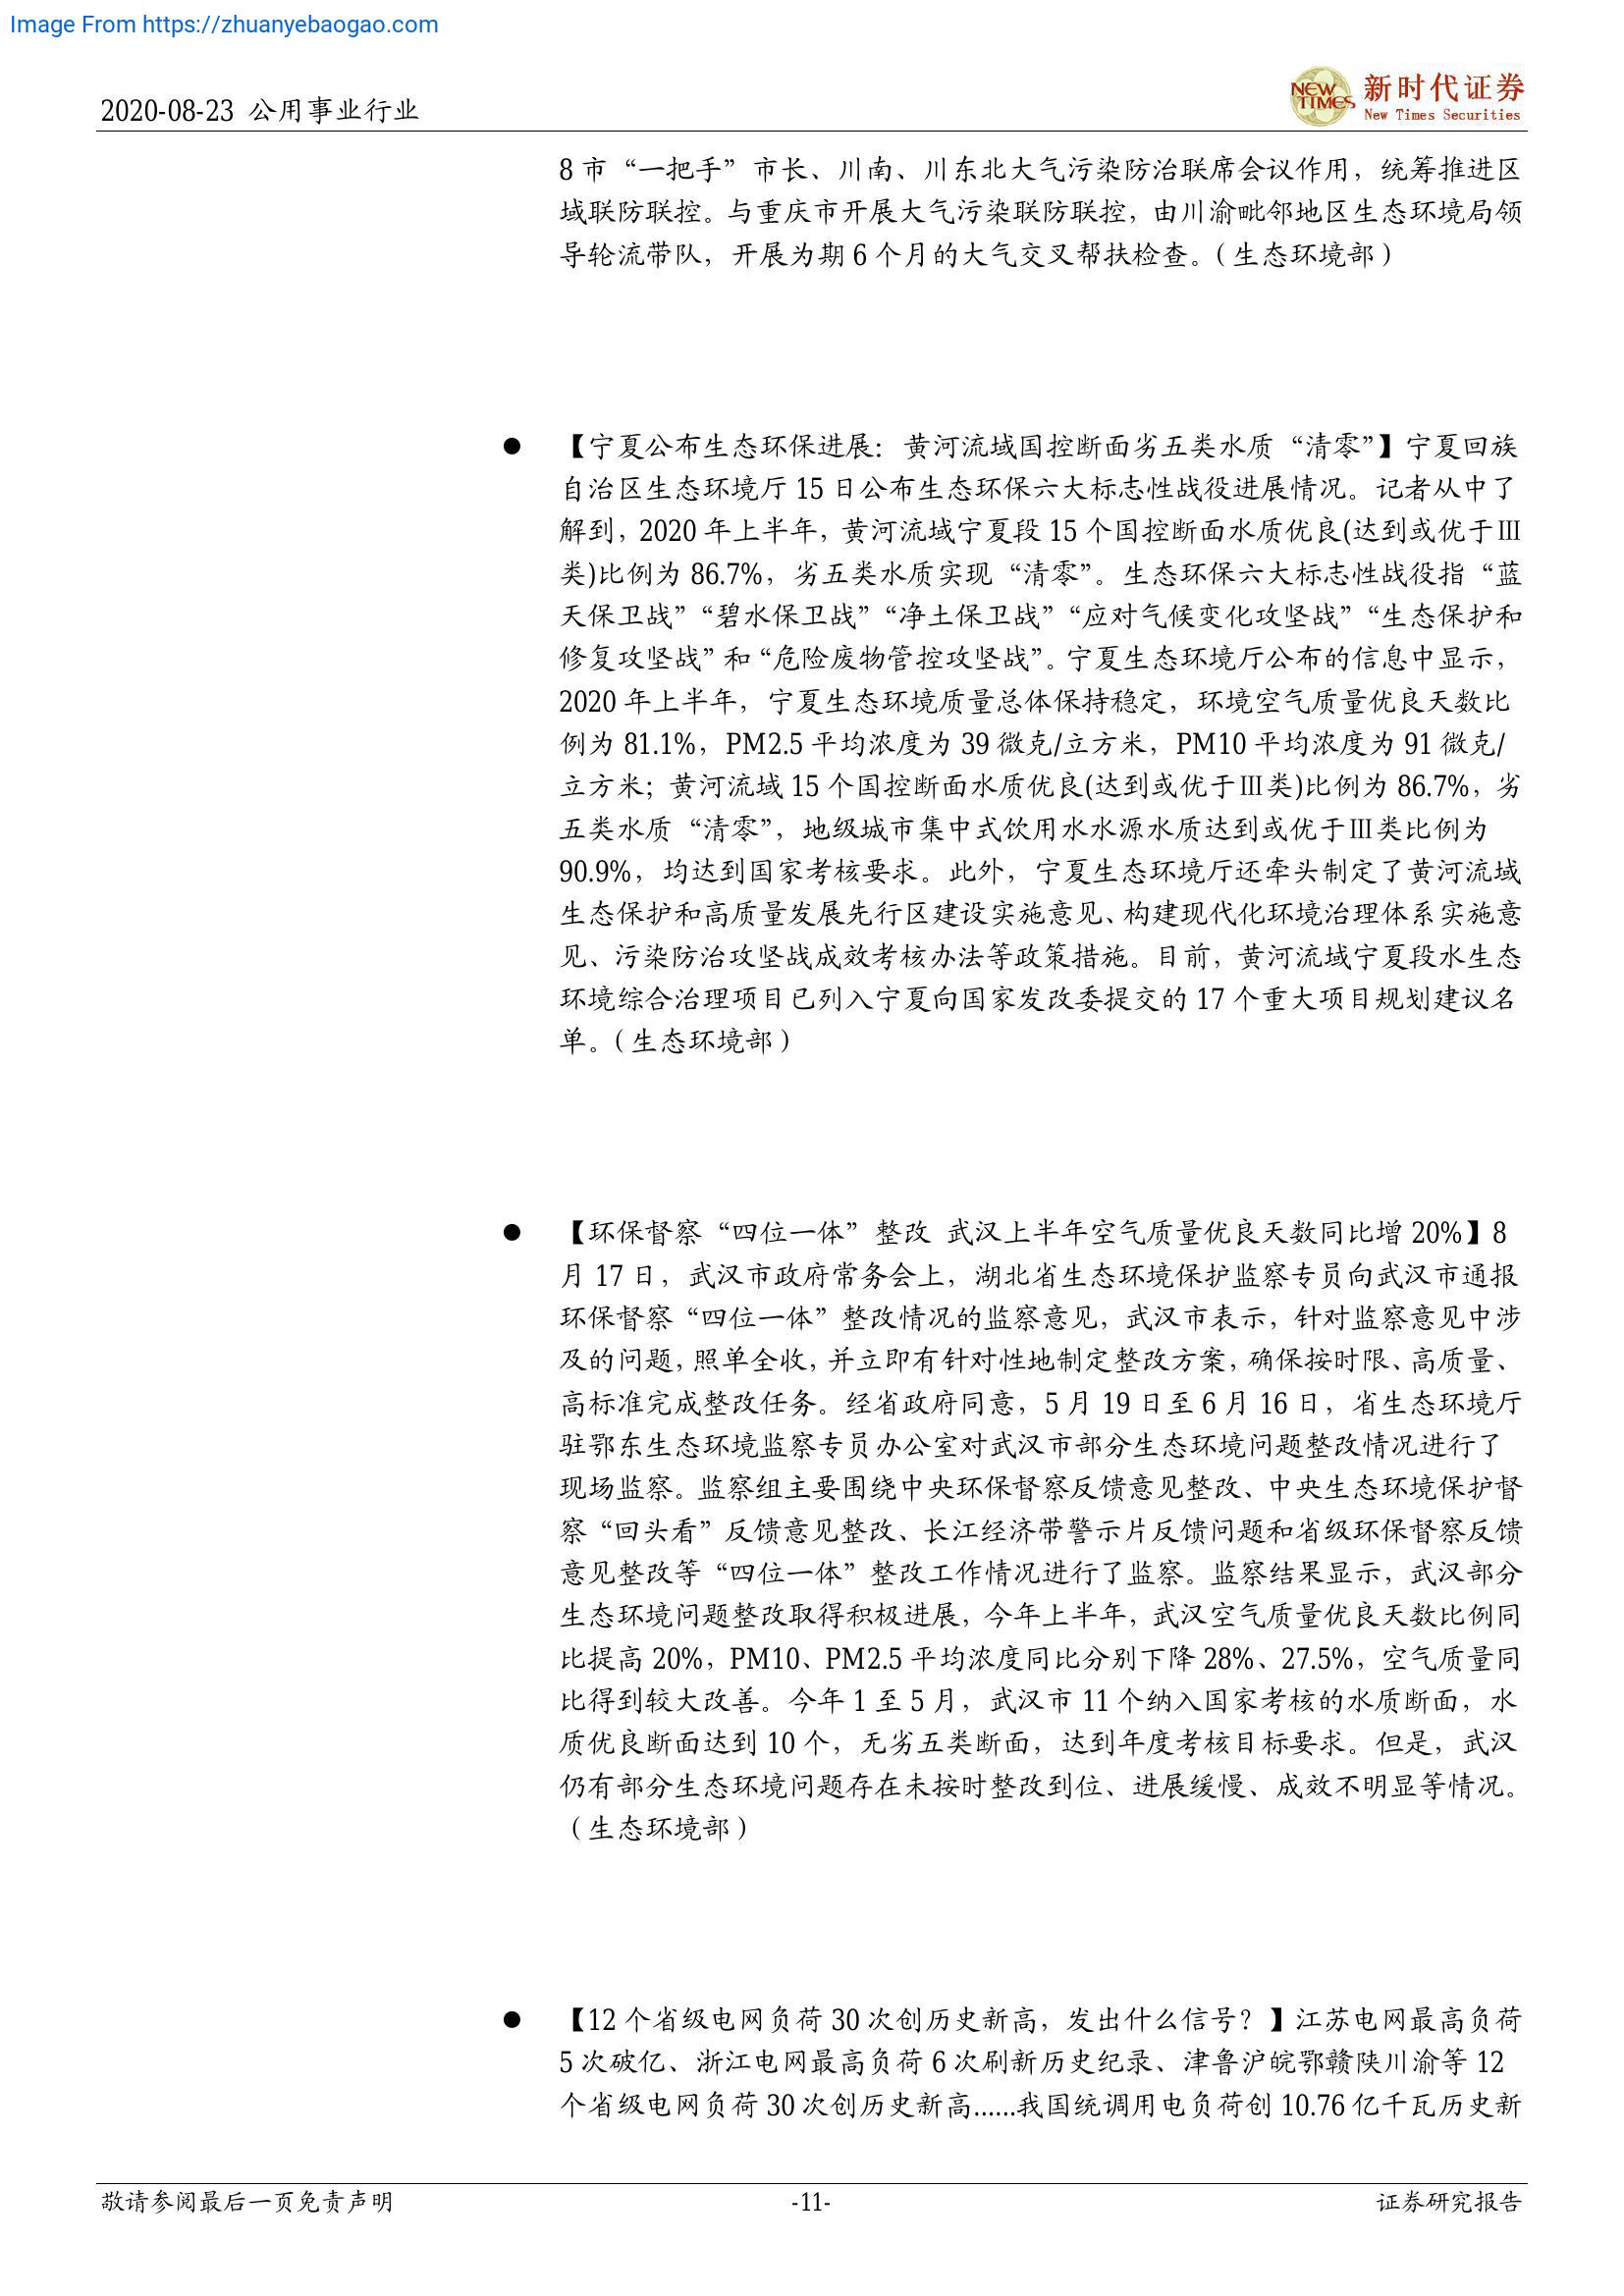 Image From https://zhuanyebaogao.com
2020-08-23 公用事业行业
NEW TIMES
新时代证券
New Times Securities
8 市“一把手”市长、川南、川东北大气污染防治联席会议作用，统筹推进区
域联防联控。与重庆市开展大气污染联防联控，由川渝毗邻地区生态环境局领
导轮流带队，开展为期 6 个月的大气交叉帮扶检查。（生态环境部）
● 【宁夏公布生态环保进展：黄河流域国控断面劣五类水质“清零”】宁夏回族
自治区生态环境厅 15 日公布生态环保六大标志性战役进展情况。记者从中了
解到，2020 年上半年，黄河流域宁夏段 15 个国控断面水质优良(达到或优于Ⅲ
类)比例为 86.7%，劣五类水质实现“清零”。生态环保六大标志性战役指“蓝
天保卫战”“碧水保卫战”“净土保卫战”“应对气候变化攻坚战”“生态保护和
修复攻坚战”和“危险废物管控攻坚战”。宁夏生态环境厅公布的信息中显示，
2020 年上半年，宁夏生态环境质量总体保持稳定，环境空气质量优良天数比
例为 81.1%，PM2.5 平均浓度为 39 微克/立方米，PM10 平均浓度为 91 微克/
立方米；黄河流域 15 个国控断面水质优良(达到或优于Ⅲ类)比例为 86.7%，劣
五类水质“清零”，地级城市集中式饮用水水源水质达到或优于Ⅲ类比例为
90.9%，均达到国家考核要求。此外，宁夏生态环境厅还牵头制定了黄河流域
生态保护和高质量发展先行区建设实施意见、构建现代化环境治理体系实施意
见、污染防治攻坚战成效考核办法等政策措施。目前，黄河流域宁夏段水生态
环境综合治理项目已列入宁夏向国家发改委提交的 17 个重大项目规划建议名
单。（生态环境部）
● 【环保督察“四位一体”整改 武汉上半年空气质量优良天数同比增 20%】8
月 17 日，武汉市政府常务会上，湖北省生态环境保护监察专员向武汉市通报
环保督察“四位一体”整改情况的监察意见，武汉市表示，针对监察意见中涉
及的问题，照单全收，并立即有针对性地制定整改方案，确保按时限、高质量、
高标准完成整改任务。经省政府同意，5 月 19 日至 6 月 16 日，省生态环境厅
驻鄂东生态环境监察专员办公室对武汉市部分生态环境问题整改情况进行了
现场监察。监察组主要围绕中央环保督察反馈意见整改、中央生态环境保护督
察“回头看”反馈意见整改、长江经济带警示片反馈问题和省级环保督察反馈
意见整改等“四位一体”整改工作情况进行了监察。监察结果显示，武汉部分
生态环境问题整改取得积极进展，今年上半年，武汉空气质量优良天数比例同
比提高 20%，PM10、PM2.5 平均浓度同比分别下降 28%、27.5%，空气质量同
比得到较大改善。今年 1 至 5 月，武汉市 11 个纳入国家考核的水质断面，水
质优良断面达到 10 个，无劣五类断面，达到年度考核目标要求。但是，武汉
仍有部分生态环境问题存在未按时整改到位、进展缓慢、成效不明显等情况。
（生态环境部）
● 【12 个省级电网负荷 30 次创历史新高，发出什么信号？】江苏电网最高负荷
5 次破亿、浙江电网最高负荷 6 次刷新历史纪录、津鲁沪皖鄂赣陕川渝等 12
个省级电网负荷 30 次创历史新高......我国统调用电负荷创 10.76 亿千瓦历史新
敬请参阅最后一页免责声明
-11-
证券研究报告